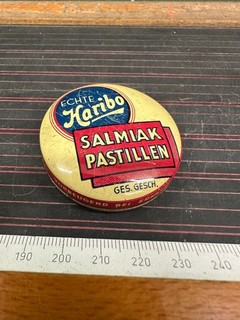 ECHTE
Haribo
SALMIAK
PASTILLEN
GES. GESCH.
190 200 210 220 230 240